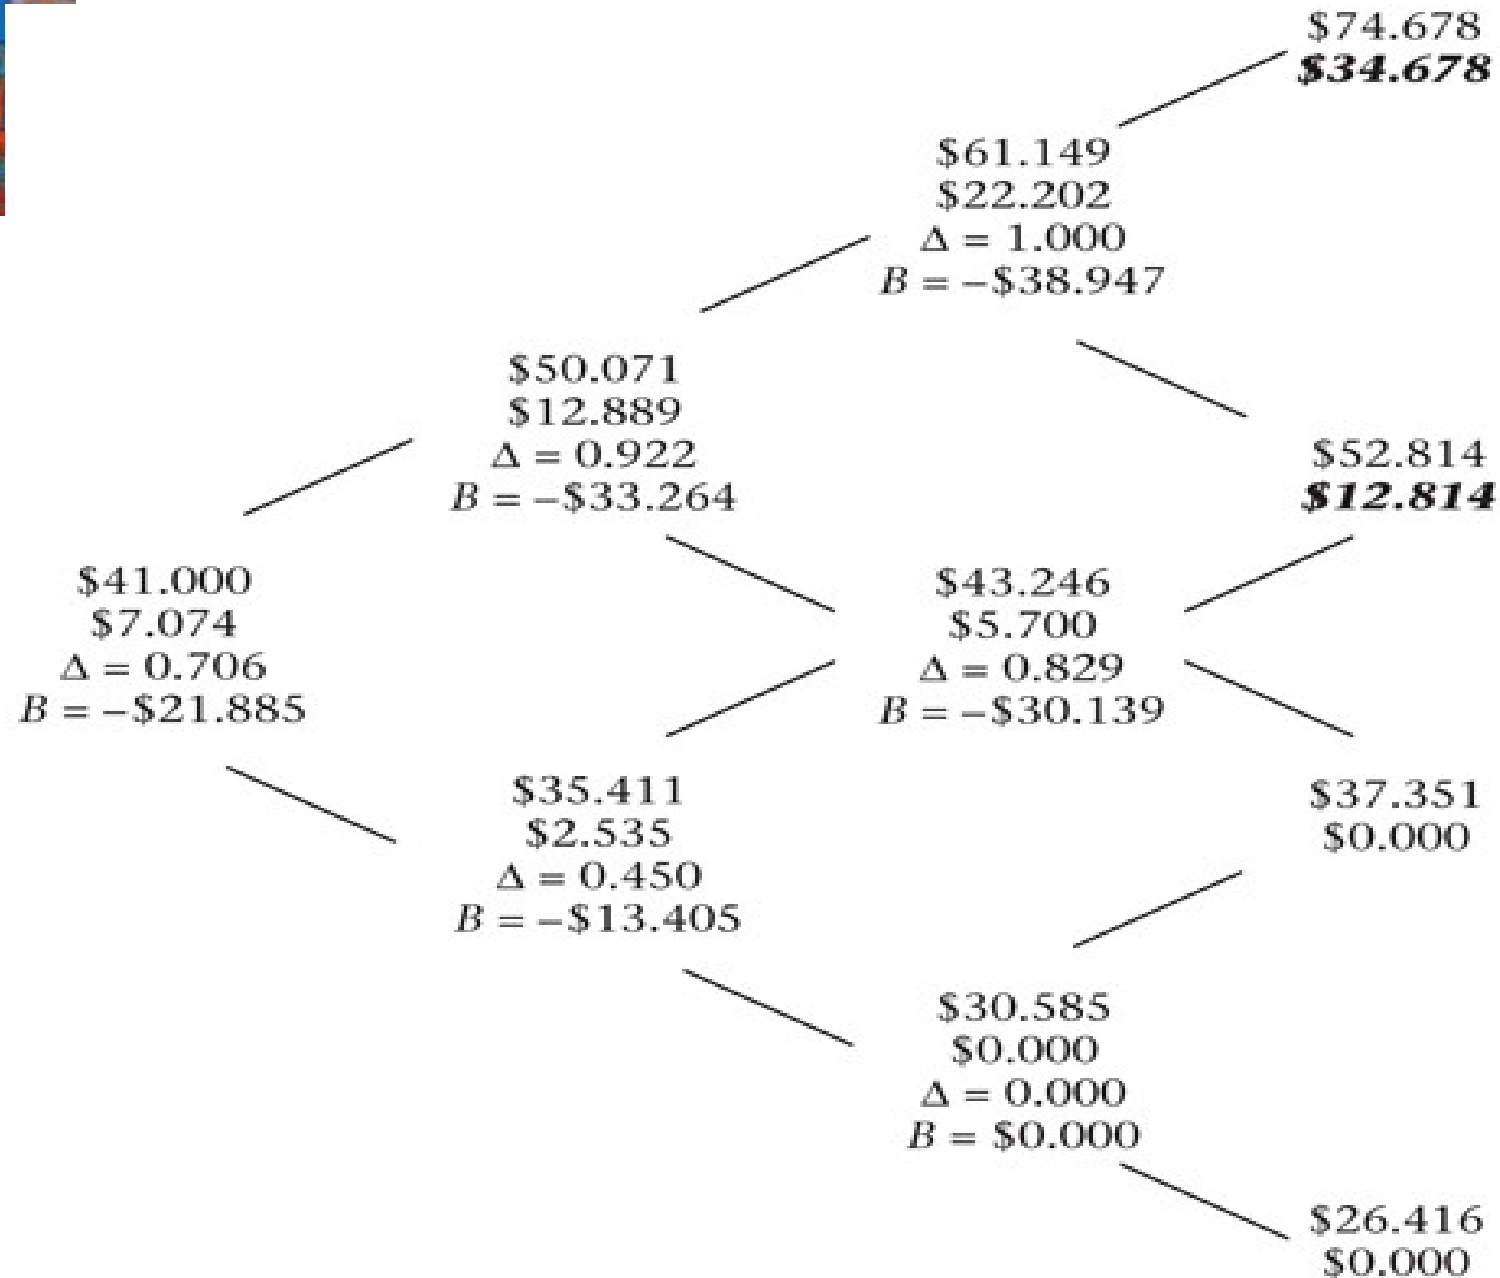 $74.678
$34.678
$61.149
$22.202
Δ = 1.000
B = −$38.947
$50.071
$12.889
Δ = 0.922
B = −$33.264
$52.814
$12.814
$41.000
$7.074
Δ = 0.706
B = −$21.885
$43.246
$5.700
Δ = 0.829
B = −$30.139
$35.411
$2.535
Δ = 0.450
B = −$13.405
$37.351
$0.000
$30.585
$0.000
Δ = 0.000
B = $0.000
$26.416
$0.000